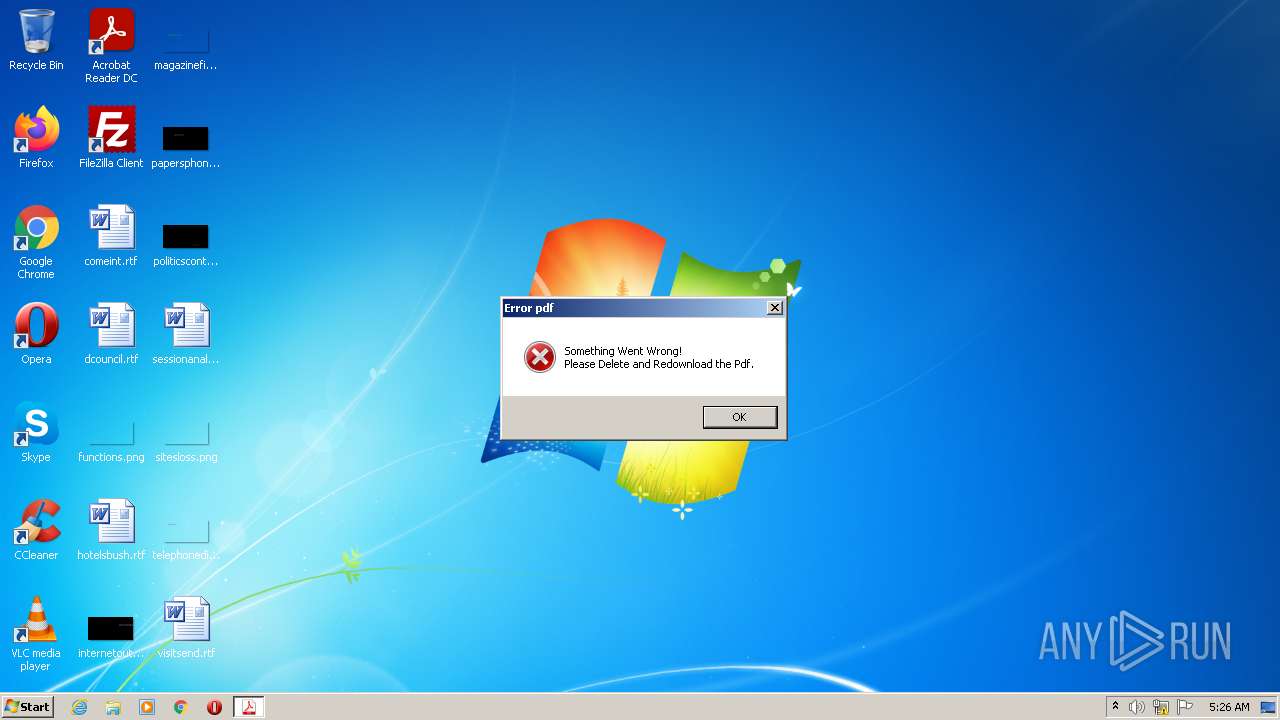 Recycle Bin
Acrobat
Reader DC
magazinefi...
Firefox
FileZilla Client
papersphon...
Google
Chrome
comeint.rtf
politicscont...
Opera
dcouncil.rtf
sessionanal...
Skype
functions.png
sitesloss.png
CCleaner
hotelsbush.rtf
telephonedi...
VLC media
player
internetout...
visitsend.rtf
Error pdf
Something Went Wrong!
Please Delete and Redownload the Pdf.
OK
ANY RUN
Start
5:26 AM